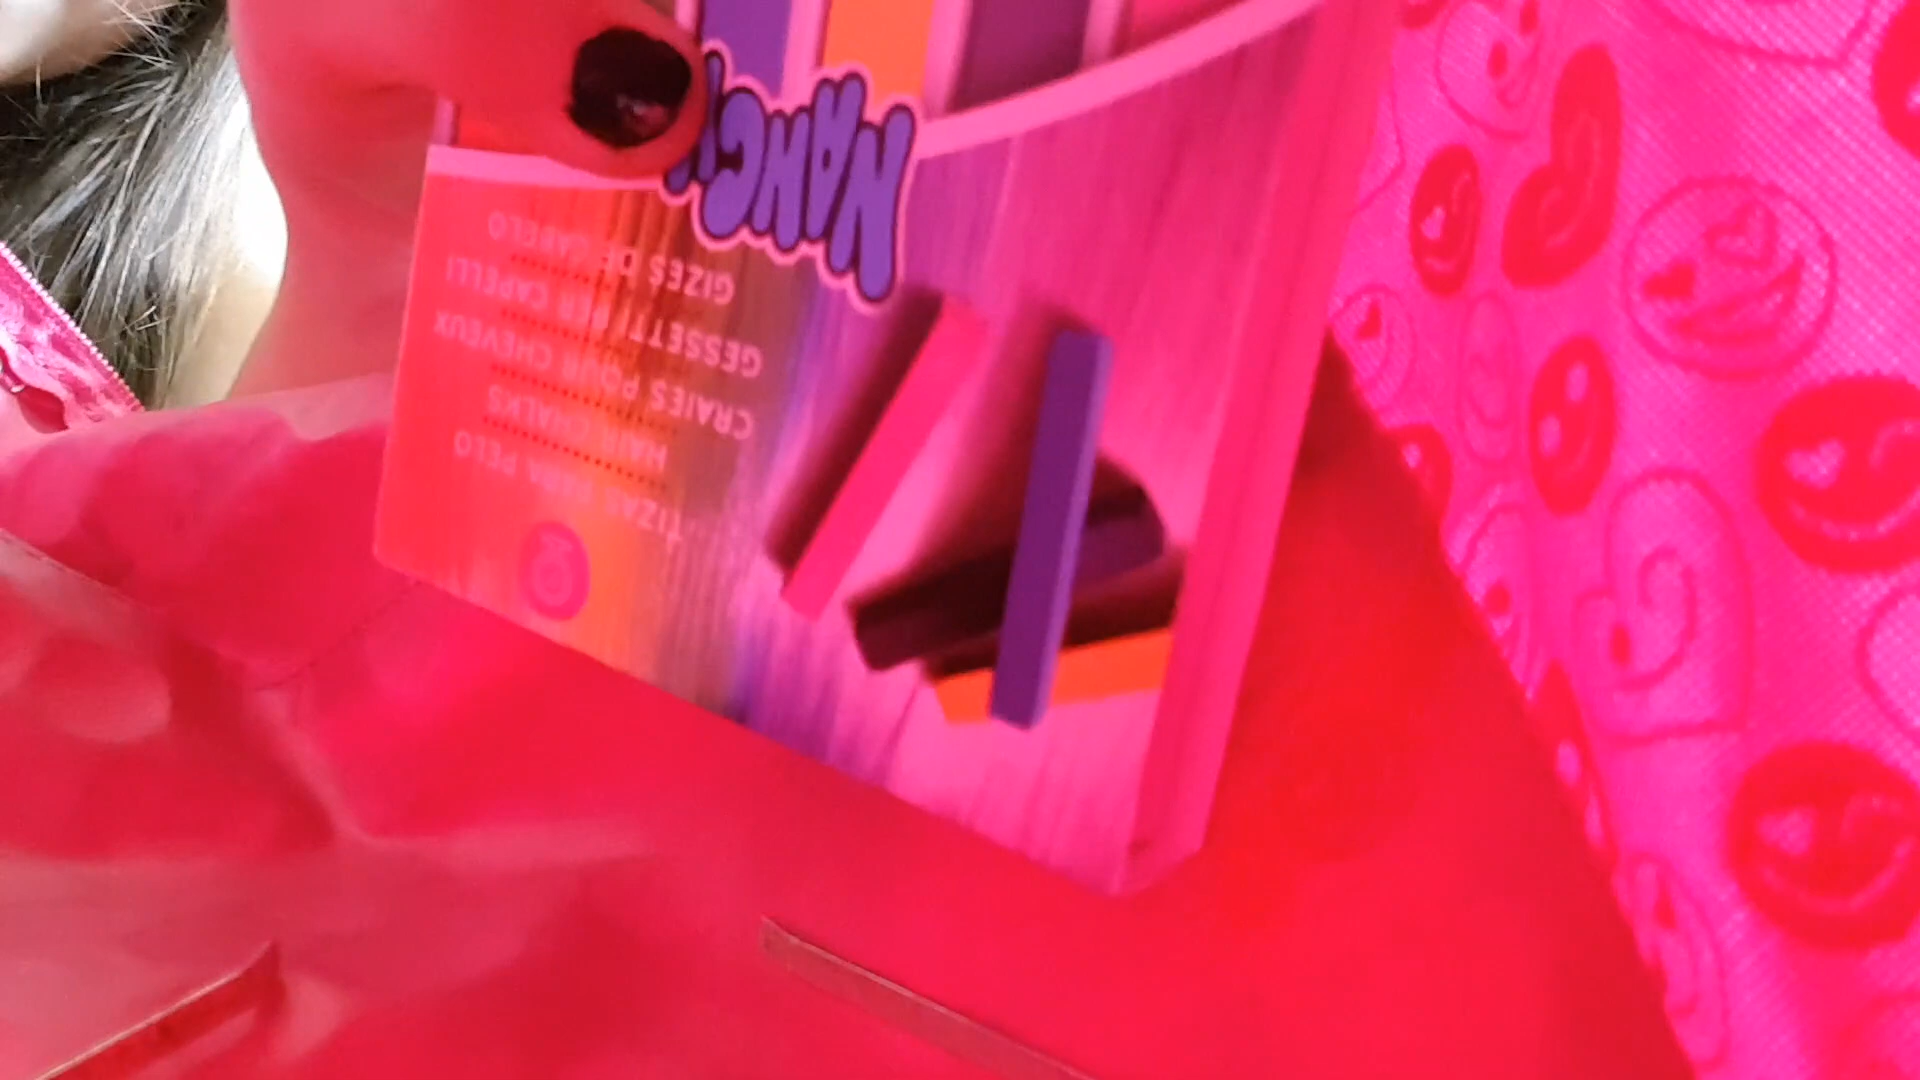 TIZAS PARA PELO
HAIR CHALKS
CRAIES POUR CHEVEUX
GESSETTI PER CAPELLI
GIZES DE CABELO